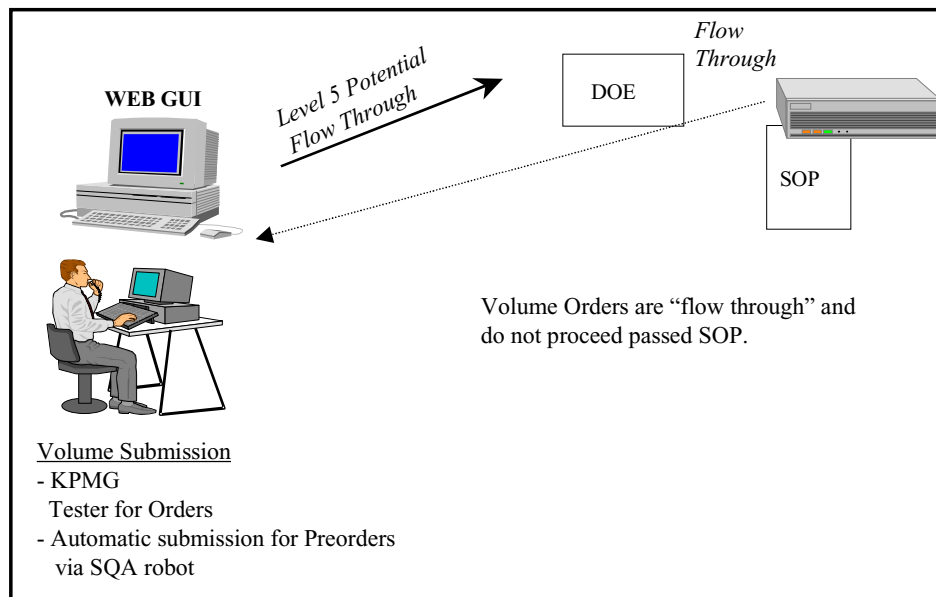 WEB GUI
Level 5 Potential
Flow Through
DOE
Flow
Through
SOP
Volume Orders are “flow through” and
do not proceed passed SOP.
Volume Submission
- KPMG
Tester for Orders
- Automatic submission for Preorders
via SQA robot